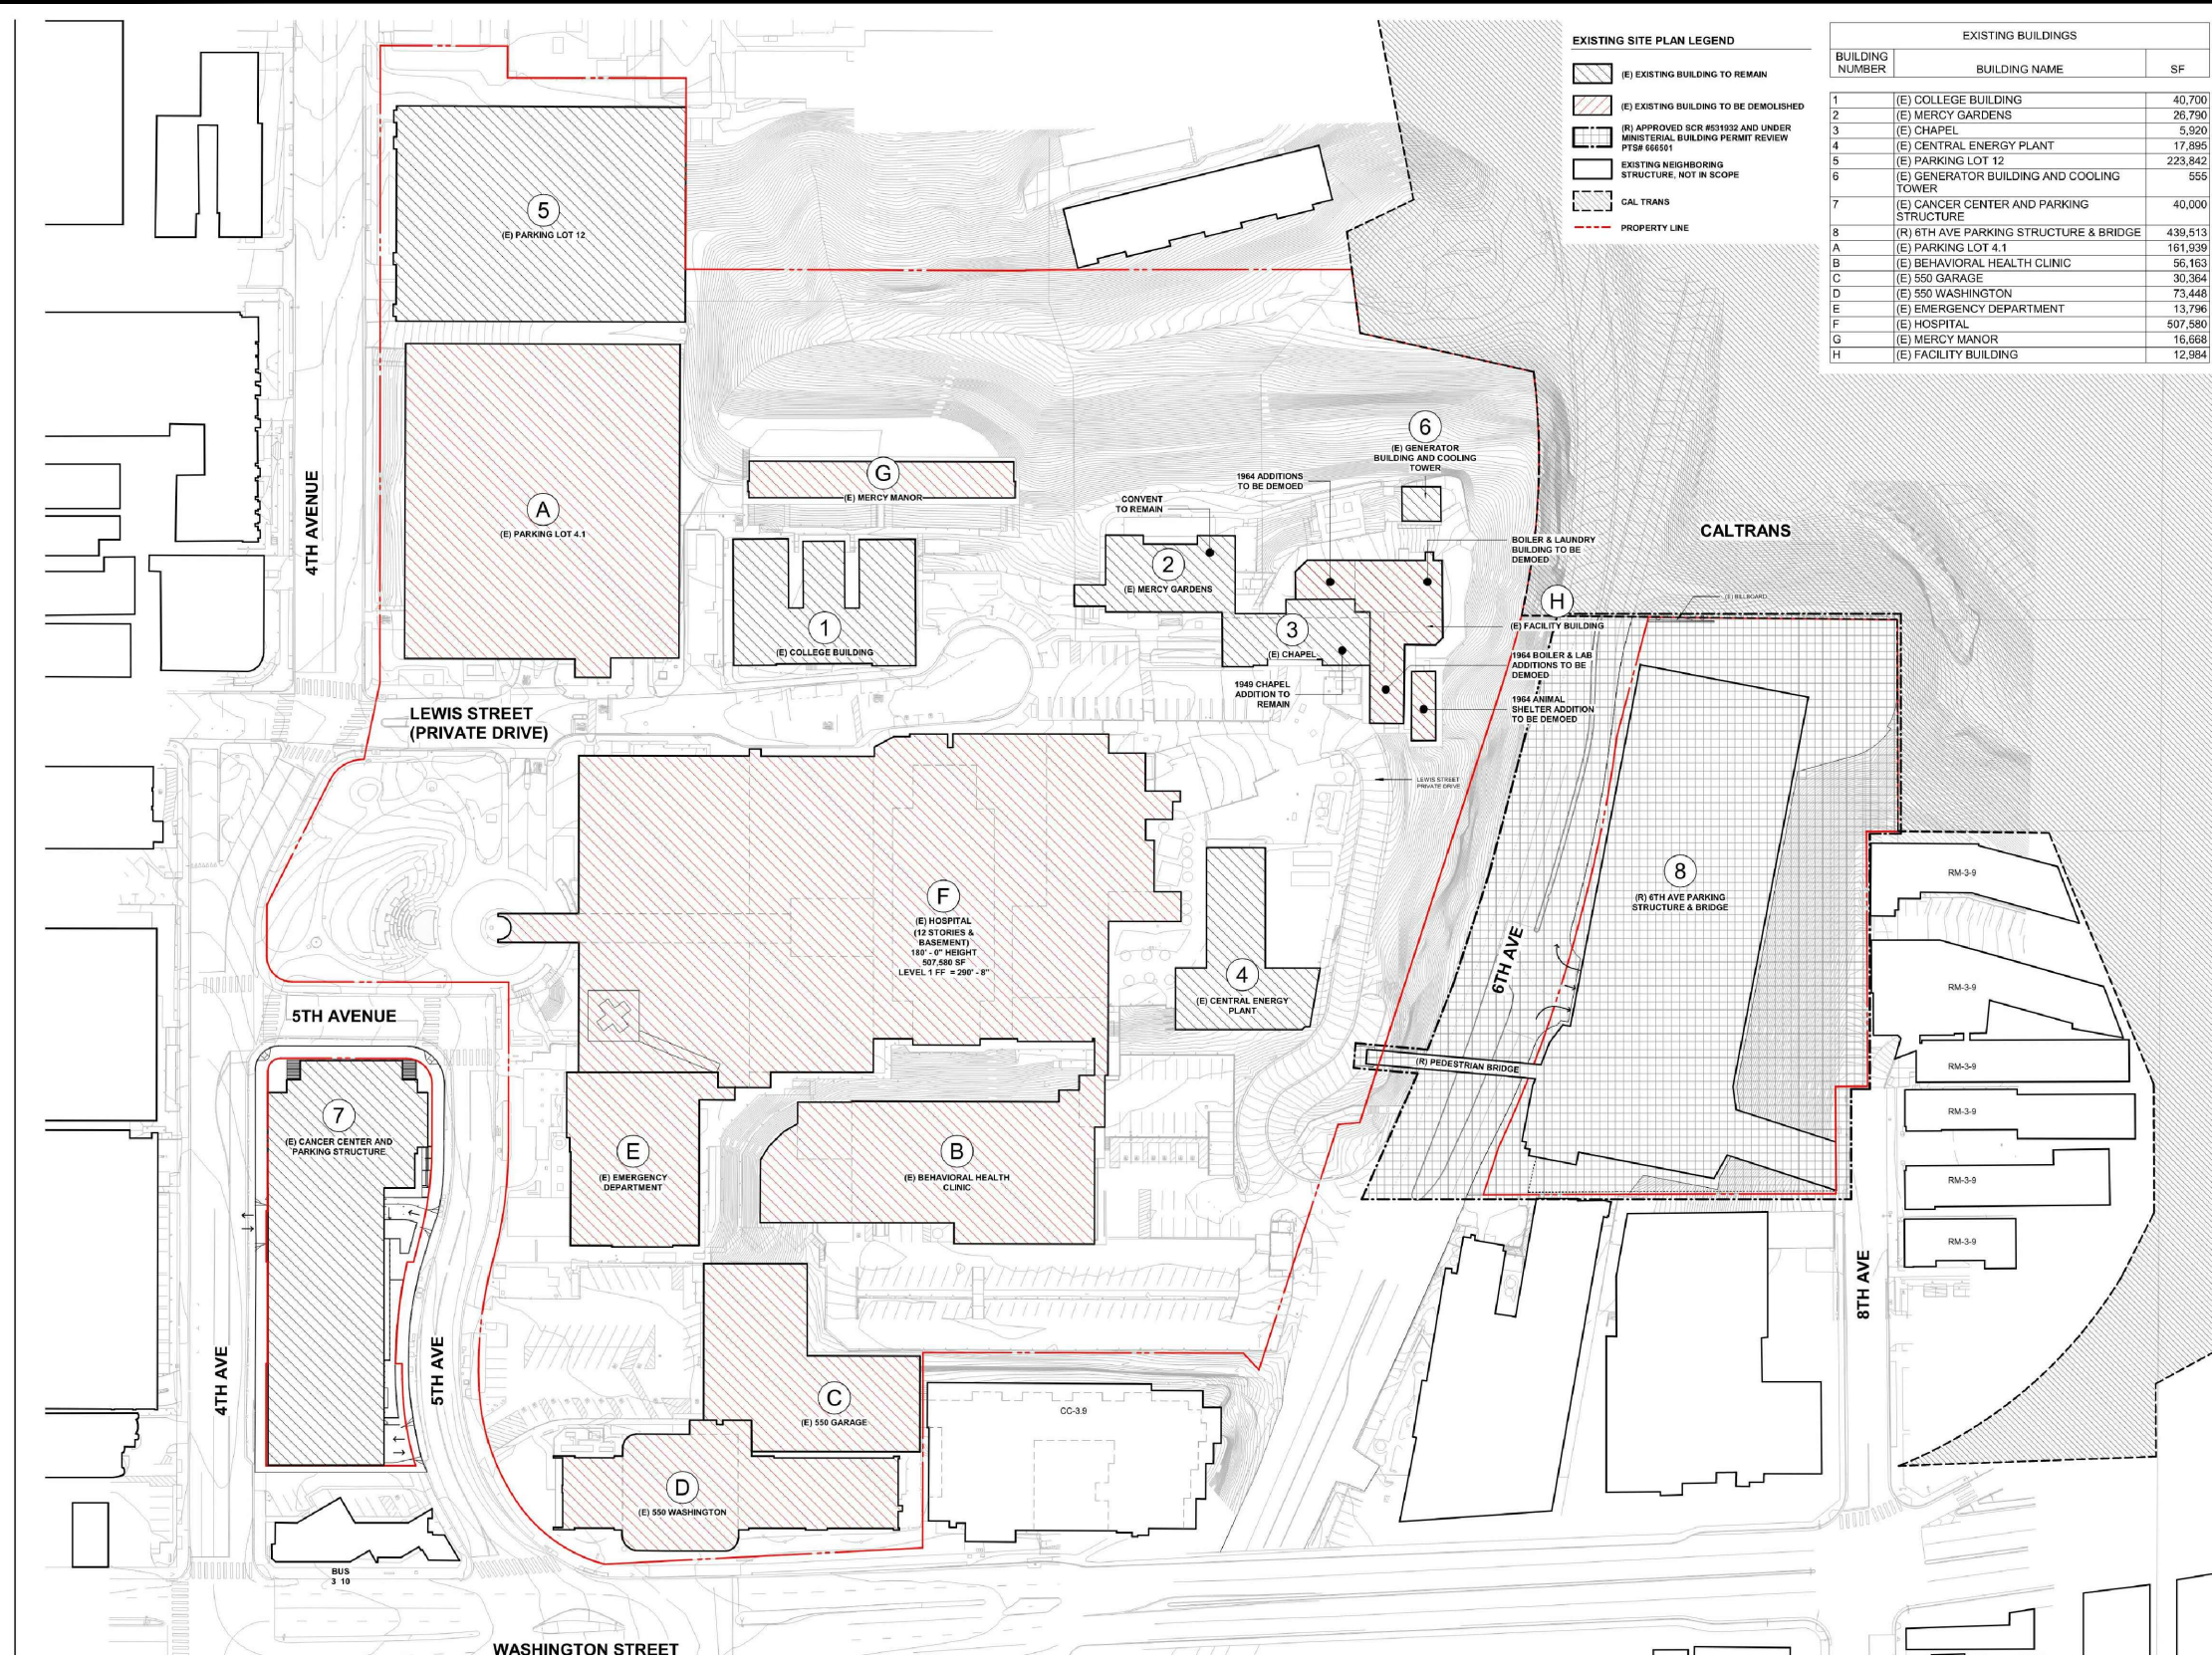 EXISTING SITE PLAN LEGEND
(E) EXISTING BUILDING TO REMAIN
(E) EXISTING BUILDING TO BE DEMOLISHED
(R) APPROVED SCR #531932 AND UNDER
MINISTERIAL BUILDING PERMIT REVIEW
PTS# 666501
EXISTING NEIGHBORING
STRUCTURE, NOT IN SCOPE
CAL TRANS
PROPERTY LINE
EXISTING BUILDINGS
BUILDING NUMBER BUILDING NAME SF
1 (E) COLLEGE BUILDING 40,700
2 (E) MERCY GARDENS 26,790
3 (E) CHAPEL 5,920
4 (E) CENTRAL ENERGY PLANT 17,895
5 (E) PARKING LOT 12 223,842
6 (E) GENERATOR BUILDING AND COOLING 555
TOWER
7 (E) CANCER CENTER AND PARKING 40,000
STRUCTURE
8 (R) 6TH AVE PARKING STRUCTURE & BRIDGE 439,513
A (E) PARKING LOT 4.1 161,939
B (E) BEHAVIORAL HEALTH CLINIC 56,163
C (E) 550 GARAGE 30,364
D (E) 550 WASHINGTON 73,448
E (E) EMERGENCY DEPARTMENT 13,796
F (E) HOSPITAL 507,580
G (E) MERCY MANOR 16,668
H (E) FACILITY BUILDING 12,984
5
(E) PARKING LOT 12
4TH AVENUE
A
(E) PARKING LOT 4.1
G
(E) MERCY MANOR
1
(E) COLLEGE BUILDING
CONVENT
TO REMAIN
2
(E) MERCY GARDENS
1964 ADDITIONS
TO BE DEMOED
6
(E) GENERATOR
BUILDING AND COOLING
TOWER
BOILER & LAUNDRY
BUILDING TO BE
DEMOED
CALTRANS
H
(E) FACILITY BUILDING
(E) BILLBOARD
3
(E) CHAPEL
1949 CHAPEL
ADDITION TO
REMAIN
1964 BOILER & LAB
ADDITIONS TO BE
DEMOED
1964 ANIMAL
SHELTER ADDITION
TO BE DEMOED
LEWIS STREET
(PRIVATE DRIVE)
LEWIS STREET
PRIVATE DRIVE
F
(E) HOSPITAL
(12 STORIES &
BASEMENT)
180' - 0" HEIGHT
507,580 SF
LEVEL 1 FF = 290' - 8"
4
(E) CENTRAL ENERGY
PLANT
8
(R) 6TH AVE PARKING
STRUCTURE & BRIDGE
6TH AVE
(R) PEDESTRIAN BRIDGE
RM-3-9
RM-3-9
RM-3-9
RM-3-9
RM-3-9
RM-3-9
8TH AVE
5TH AVENUE
7
(E) CANCER CENTER AND
PARKING STRUCTURE
E
(E) EMERGENCY
DEPARTMENT
B
(E) BEHAVIORAL HEALTH
CLINIC
4TH AVE
5TH AVE
C
(E) 550 GARAGE
D
(E) 550 WASHINGTON
CC-3.9
BUS
3 10
WASHINGTON STREET